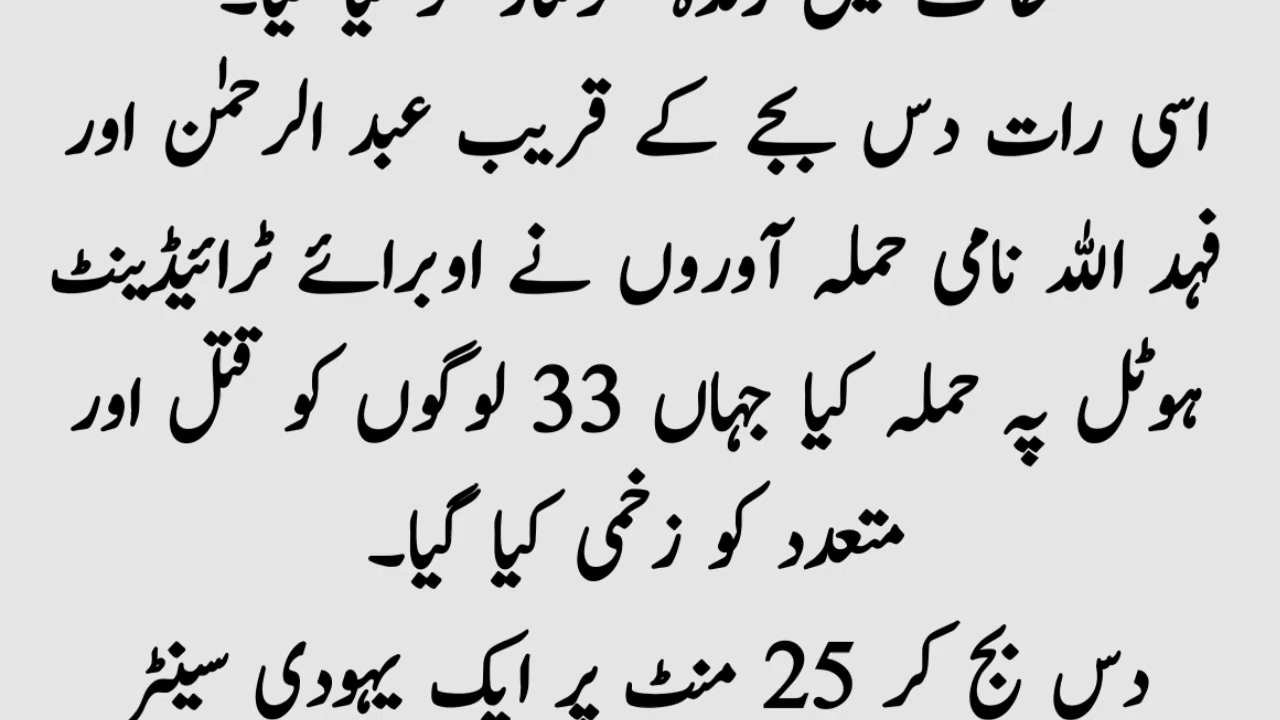 اسی رات دس بجے کے قریب عبد الرحمٰن اور
فہد اللہ نامی حملہ آوروں نے اوبرائے ٹرائیڈینٹ
ہوٹل پہ حملہ کیا جہاں 33 لوگوں کو قتل اور
متعدد کو زخمی کیا گیا۔
دس بج کر 25 منٹ پر ایک یہودی سینٹر